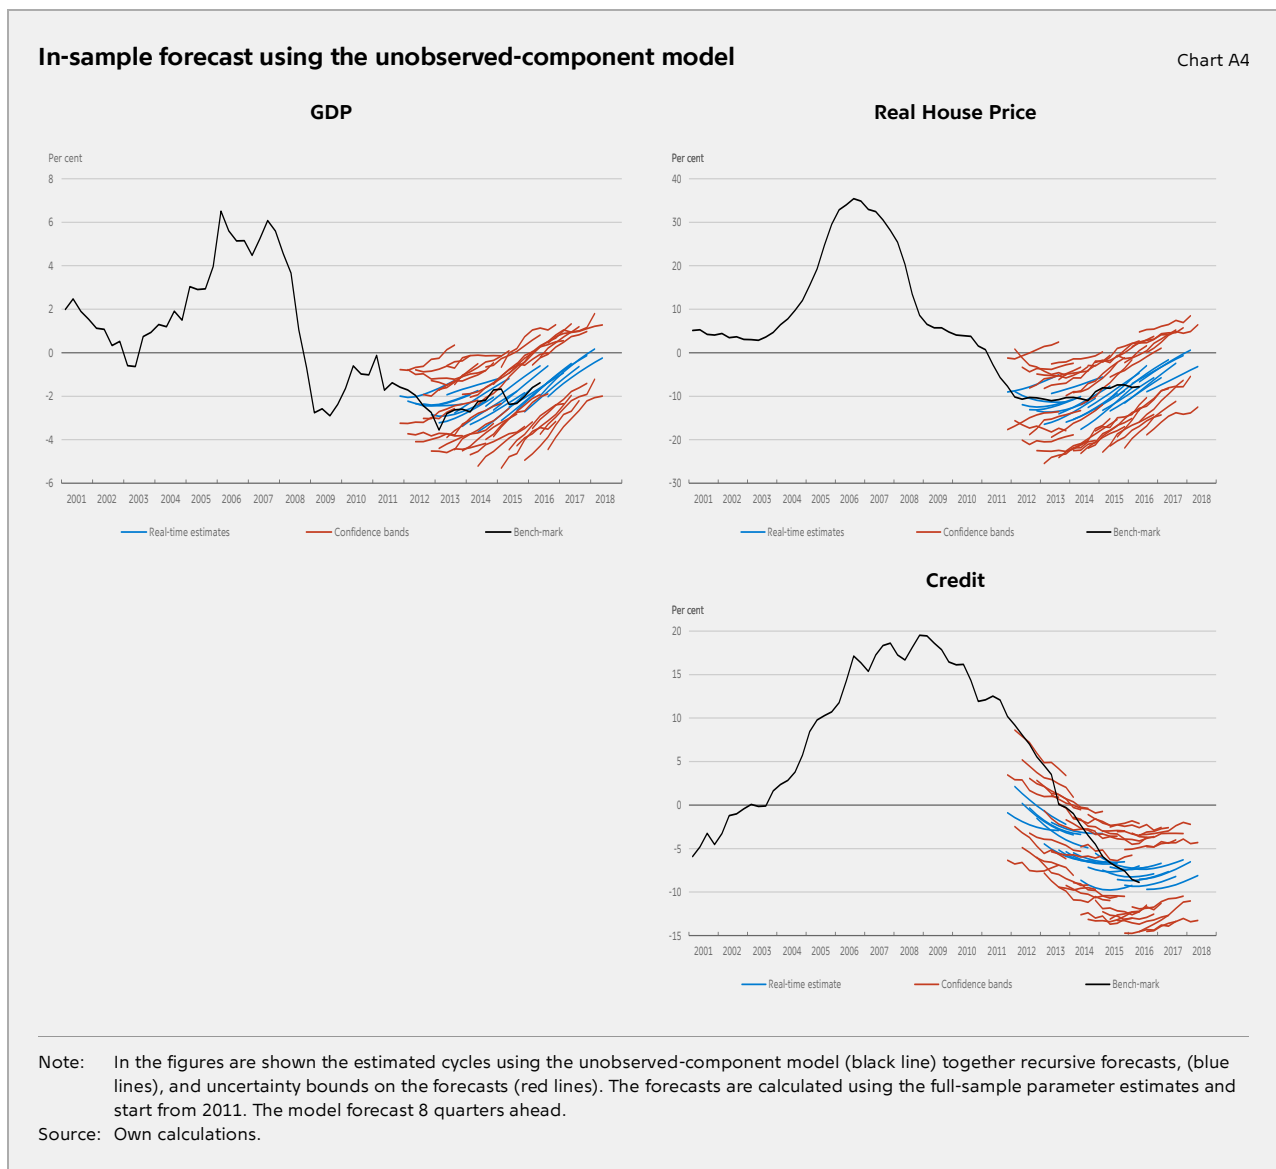 In-sample forecast using the unobserved-component model
Chart A4
GDP
Per cent
8
6
4
2
0
-2
-4
-6
2001 2002 2003 2004 2005 2006 2007 2008 2009 2010 2011 2012 2013 2014 2015 2016 2017 2018
Real-time estimates Confidence bands Bench-mark
Real House Price
Per cent
40
30
20
10
0
-10
-20
-30
2001 2002 2003 2004 2005 2006 2007 2008 2009 2010 2011 2012 2013 2014 2015 2016 2017 2018
Real-time estimates Confidence bands Bench-mark
Credit
Per cent
20
15
10
5
0
-5
-10
-15
2001 2002 2003 2004 2005 2006 2007 2008 2009 2010 2011 2012 2013 2014 2015 2016 2017 2018
Real-time estimate Confidence bands Bench-mark
Note: In the figures are shown the estimated cycles using the unobserved-component model (black line) together recursive forecasts, (blue
lines), and uncertainty bounds on the forecasts (red lines). The forecasts are calculated using the full-sample parameter estimates and
start from 2011. The model forecast 8 quarters ahead.
Source: Own calculations.